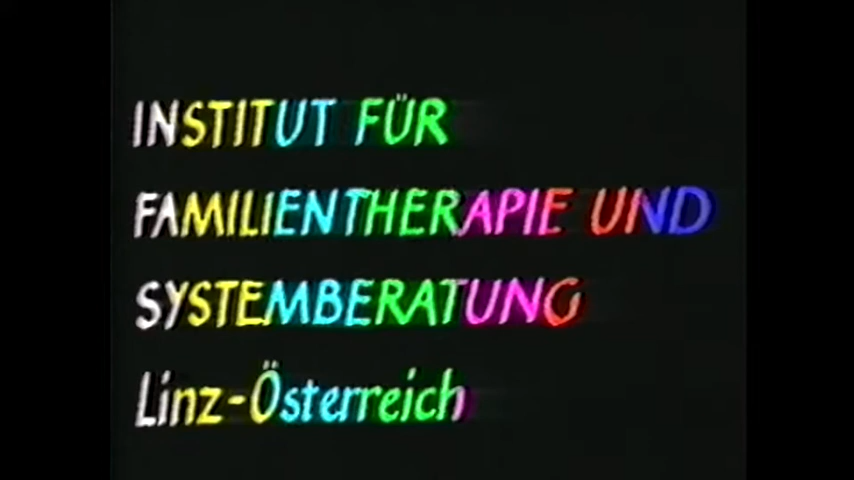 INSTITUT FÜR
FAMILIENTHERAPIE UND
SYSTEMBERATUNG
Linz-Österreich